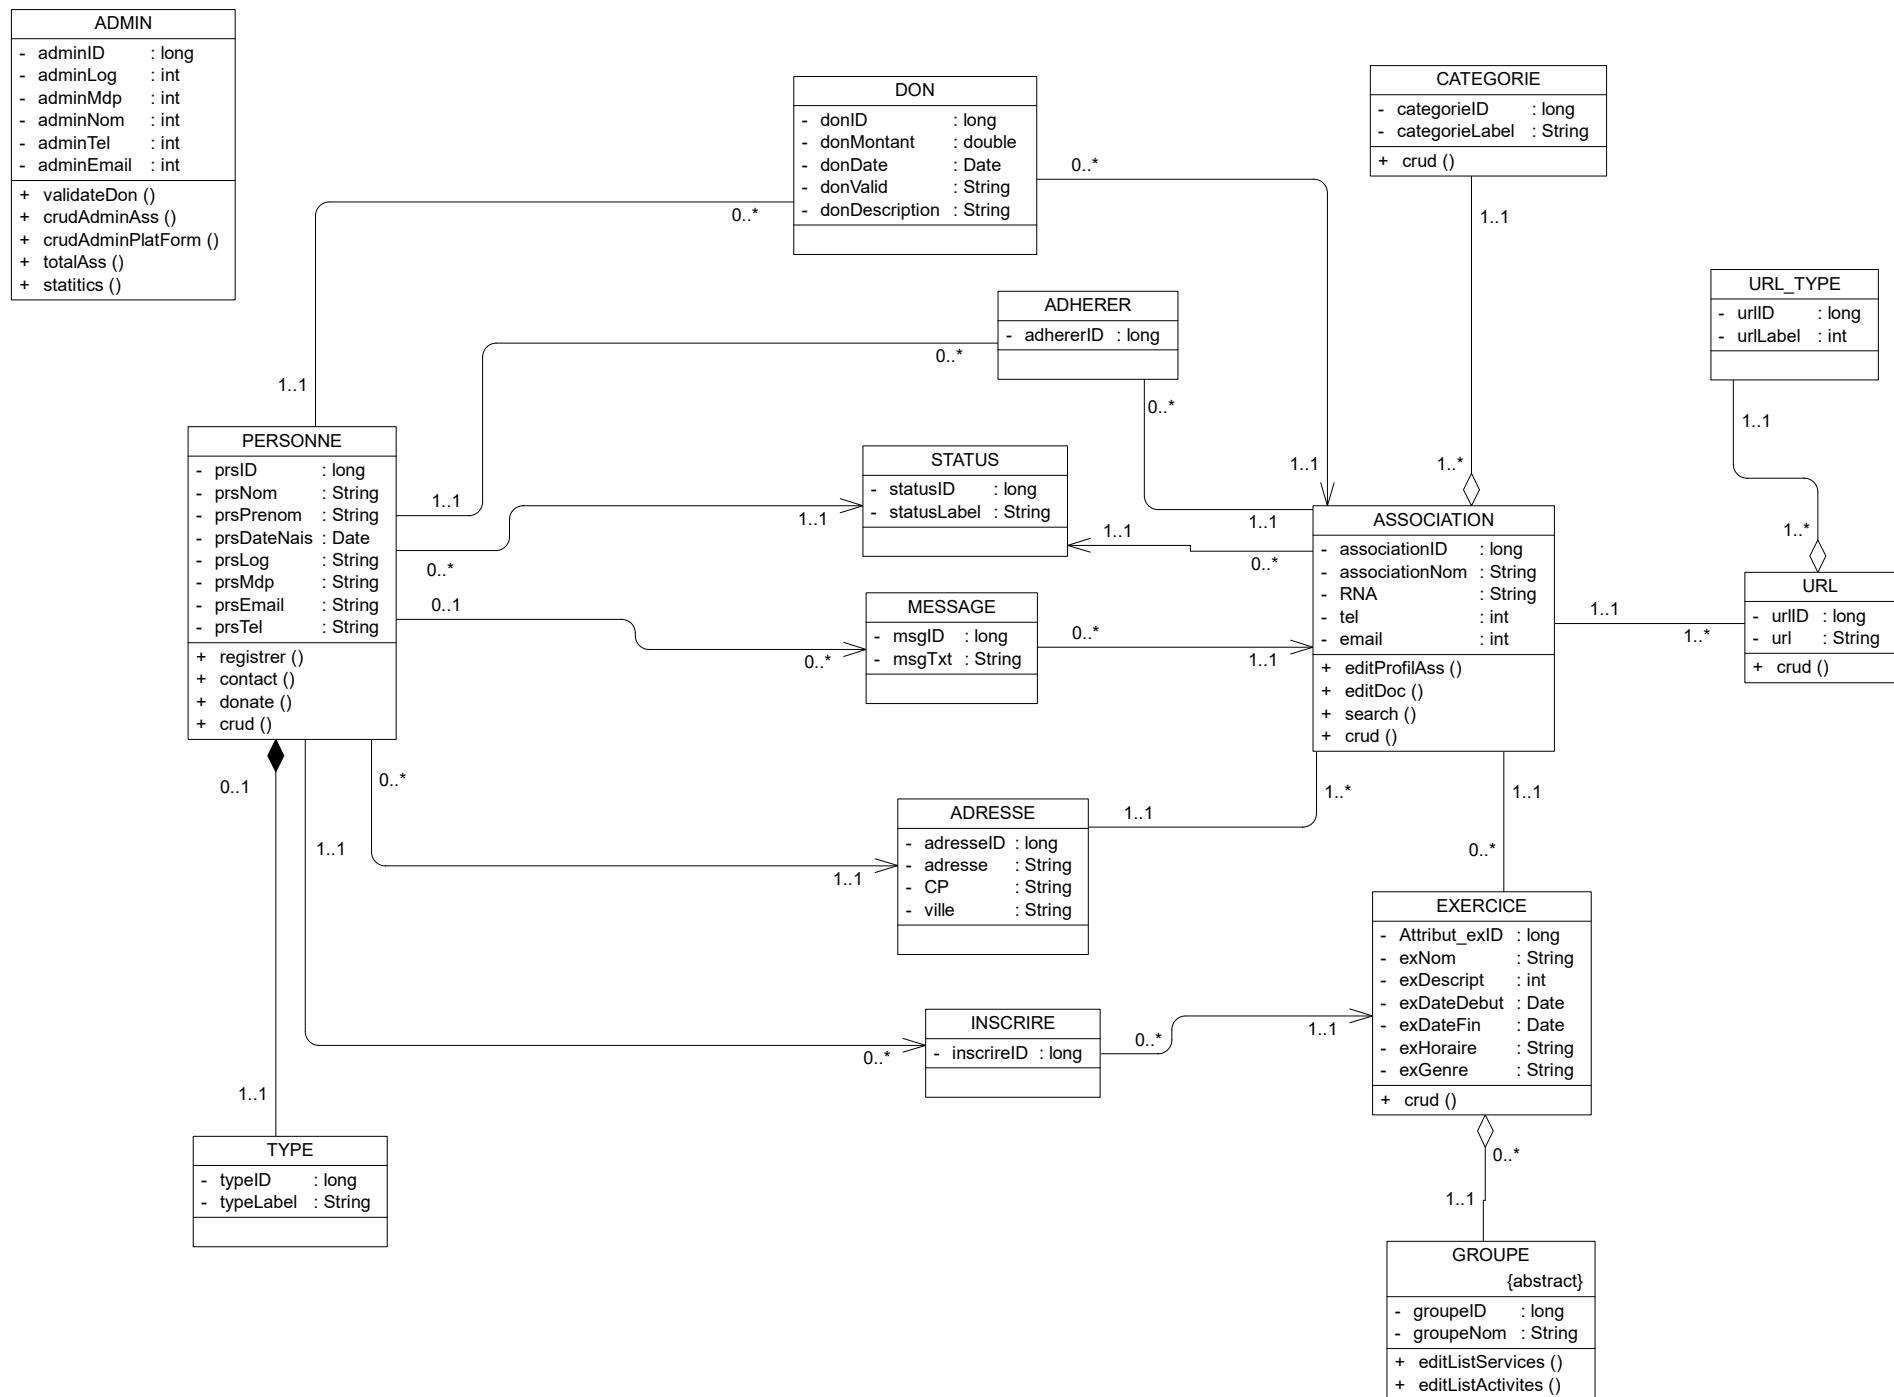 ADMIN
- adminID : long
- adminLog : int
- adminMdp : int
- adminNom : int
- adminTel : int
- adminEmail : int
+ validateDon ()
+ crudAdminAss ()
+ crudAdminPlatForm ()
+ totalAss ()
+ statitics ()
DON
- donID : long
- donMontant : double
- donDate : Date
- donValid : String
- donDescription : String
0..*
0..*
1..1
1..1
CATEGORIE
- categorieID : long
- categorieLabel : String
+ crud ()
1..1
1..*
URL_TYPE
- urlID : long
- urlLabel : int
1..1
1..*
ADHERER
- adhererID : long
0..*
0..*
1..1
1..1
PERSONNE
- prsID : long
- prsNom : String
- prsPrenom : String
- prsDateNais : Date
- prsLog : String
- prsMdp : String
- prsEmail : String
- prsTel : String
+ registrer ()
+ contact ()
+ donate ()
+ crud ()
STATUS
- statusID : long
- statusLabel : String
1..1
0..*
1..1
0..*
ASSOCIATION
- associationID : long
- associationNom : String
- RNA : String
- tel : int
- email : int
+ editProfilAss ()
+ editDoc ()
+ search ()
+ crud ()
URL
- urlID : long
- url : String
+ crud ()
1..1
1..*
MESSAGE
- msgID : long
- msgTxt : String
0..1
0..*
0..*
1..1
0..1
0..*
1..1
ADRESSE
- adresseID : long
- adresse : String
- CP : String
- ville : String
1..1
1..*
1..1
1..1
0..*
EXERCICE
- Attribut_exID : long
- exNom : String
- exDescript : int
- exDateDebut : Date
- exDateFin : Date
- exHoraire : String
- exGenre : String
+ crud ()
INSCRIRE
- inscrireID : long
0..*
0..*
1..1
1..1
TYPE
- typeID : long
- typeLabel : String
0..*
1..1
GROUPE
{abstract}
- groupeID : long
- groupeNom : String
+ editListServices ()
+ editListActivites ()